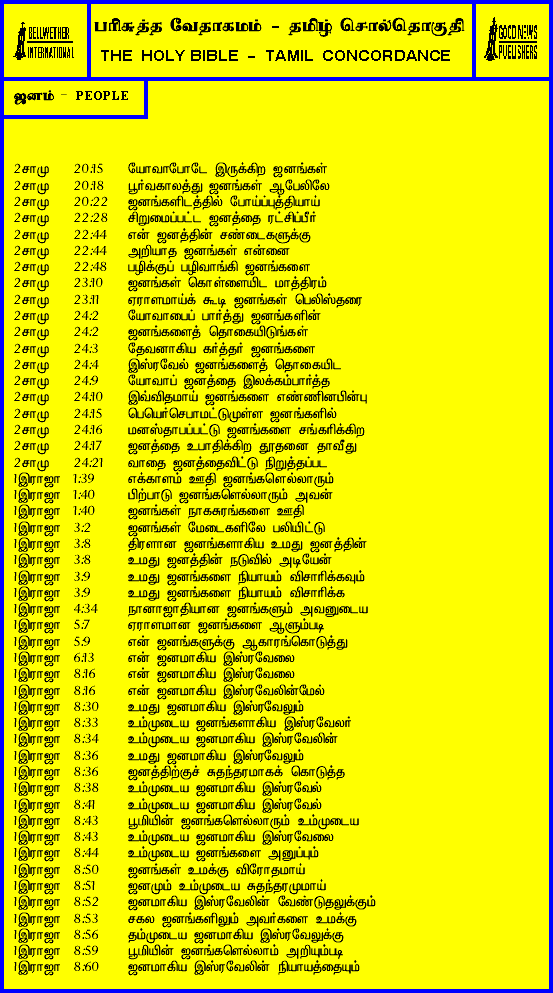 BELLWETHER
INTERNATIONAL
பரிசுத்த வேதாகமம் - தமிழ் சொல்தொகுதி
THE HOLY BIBLE - TAMIL CONCORDANCE
GOOD NEWS
PUBLISHERS
ஜனம் - PEOPLE
2சாமு 20:15 யோவாபோடே இருக்கிற ஜனங்கள்
2சாமு 20:18 பூர்வகாலத்து ஜனங்கள் ஆபேலிலே
2சாமு 20:22 ஜனங்களிடத்தில் போய்ப்புத்தியாய்
2சாமு 22:28 சிறுமைப்பட்ட ஜனத்தை ரட்சிப்பீர்
2சாமு 22:44 என் ஜனத்தின் சண்டைகளுக்கு
2சாமு 22:44 அறியாத ஜனங்கள் என்னை
2சாமு 22:48 பழிக்குப் பழிவாங்கி ஜனங்களை
2சாமு 23:10 ஜனங்கள் கொள்ளையிட மாத்திரம்
2சாமு 23:11 ஏராளமாய்க் கூடி ஜனங்கள் பெலிஸ்தரை
2சாமு 24:2 யோவாபைப் பார்த்து ஜனங்களின்
2சாமு 24:2 ஜனங்களைத் தொகையிடுங்கள்
2சாமு 24:3 தேவனாகிய கர்த்தர் ஜனங்களை
2சாமு 24:4 இஸ்ரவேல் ஜனங்களைத் தொகையிட
2சாமு 24:9 யோவாப் ஜனத்தை இலக்கம்பார்த்த
2சாமு 24:10 இவ்விதமாய் ஜனங்களை எண்ணினபின்பு
2சாமு 24:15 பெயெர்செபாமட்டுமுள்ள ஜனங்களில்
2சாமு 24:16 மனஸ்தாபப்பட்டு ஜனங்களை சங்கரிக்கிற
2சாமு 24:17 ஜனத்தை உபாதிக்கிற தூதனை தாவீது
2சாமு 24:21 வாதை ஜனத்தைவிட்டு நிறுத்தப்பட
1இராஜா 1:39 எக்காளம் ஊதி ஜனங்களெல்லாரும்
1இராஜா 1:40 பிற்பாடு ஜனங்களெல்லாரும் அவன்
1இராஜா 1:40 ஜனங்கள் நாகசுரங்களை ஊதி
1இராஜா 3:2 ஜனங்கள் மேடைகளிலே பலியிட்டு
1இராஜா 3:8 திரளான ஜனங்களாகிய உமது ஜனத்தின்
1இராஜா 3:8 உமது ஜனத்தின் நடுவில் அடியேன்
1இராஜா 3:9 உமது ஜனங்களை நியாயம் விசாரிக்கவும்
1இராஜா 3:9 உமது ஜனங்களை நியாயம் விசாரிக்க
1இராஜா 4:34 நானாஜாதியான ஜனங்களும் அவனுடைய
1இராஜா 5:7 ஏராளமான ஜனங்களை ஆளும்படி
1இராஜா 5:9 என் ஜனங்களுக்கு ஆகாரங்கொடுத்து
1இராஜா 6:13 என் ஜனமாகிய இஸ்ரவேலை
1இராஜா 8:16 என் ஜனமாகிய இஸ்ரவேலை
1இராஜா 8:16 என் ஜனமாகிய இஸ்ரவேலின்மேல்
1இராஜா 8:30 உமது ஜனமாகிய இஸ்ரவேலும்
1இராஜா 8:33 உம்முடைய ஜனங்களாகிய இஸ்ரவேலர்
1இராஜா 8:34 உம்முடைய ஜனமாகிய இஸ்ரவேலின்
1இராஜா 8:36 உமது ஜனமாகிய இஸ்ரவேலும்
1இராஜா 8:36 ஜனத்திற்குச் சுதந்தரமாகக் கொடுத்த
1இராஜா 8:38 உம்முடைய ஜனமாகிய இஸ்ரவேல்
1இராஜா 8:41 உம்முடைய ஜனமாகிய இஸ்ரவேல்
1இராஜா 8:43 பூமியின் ஜனங்களெல்லாரும் உம்முடைய
1இராஜா 8:43 உம்முடைய ஜனமாகிய இஸ்ரவேலை
1இராஜா 8:44 உம்முடைய ஜனங்களை அனுப்பும்
1இராஜா 8:50 ஜனங்கள் உமக்கு விரோதமாய்
1இராஜா 8:51 ஜனமும் உம்முடைய சுதந்தரமுமாய்
1இராஜா 8:52 ஜனமாகிய இஸ்ரவேலின் வேண்டுதலுக்கும்
1இராஜா 8:53 சகல ஜனங்களிலும் அவர்களை உமக்கு
1இராஜா 8:56 தம்முடைய ஜனமாகிய இஸ்ரவேலுக்கு
1இராஜா 8:59 பூமியின் ஜனங்களெல்லாம் அறியும்படி
1இராஜா 8:60 ஜனமாகிய இஸ்ரவேலின் நியாயத்தையும்